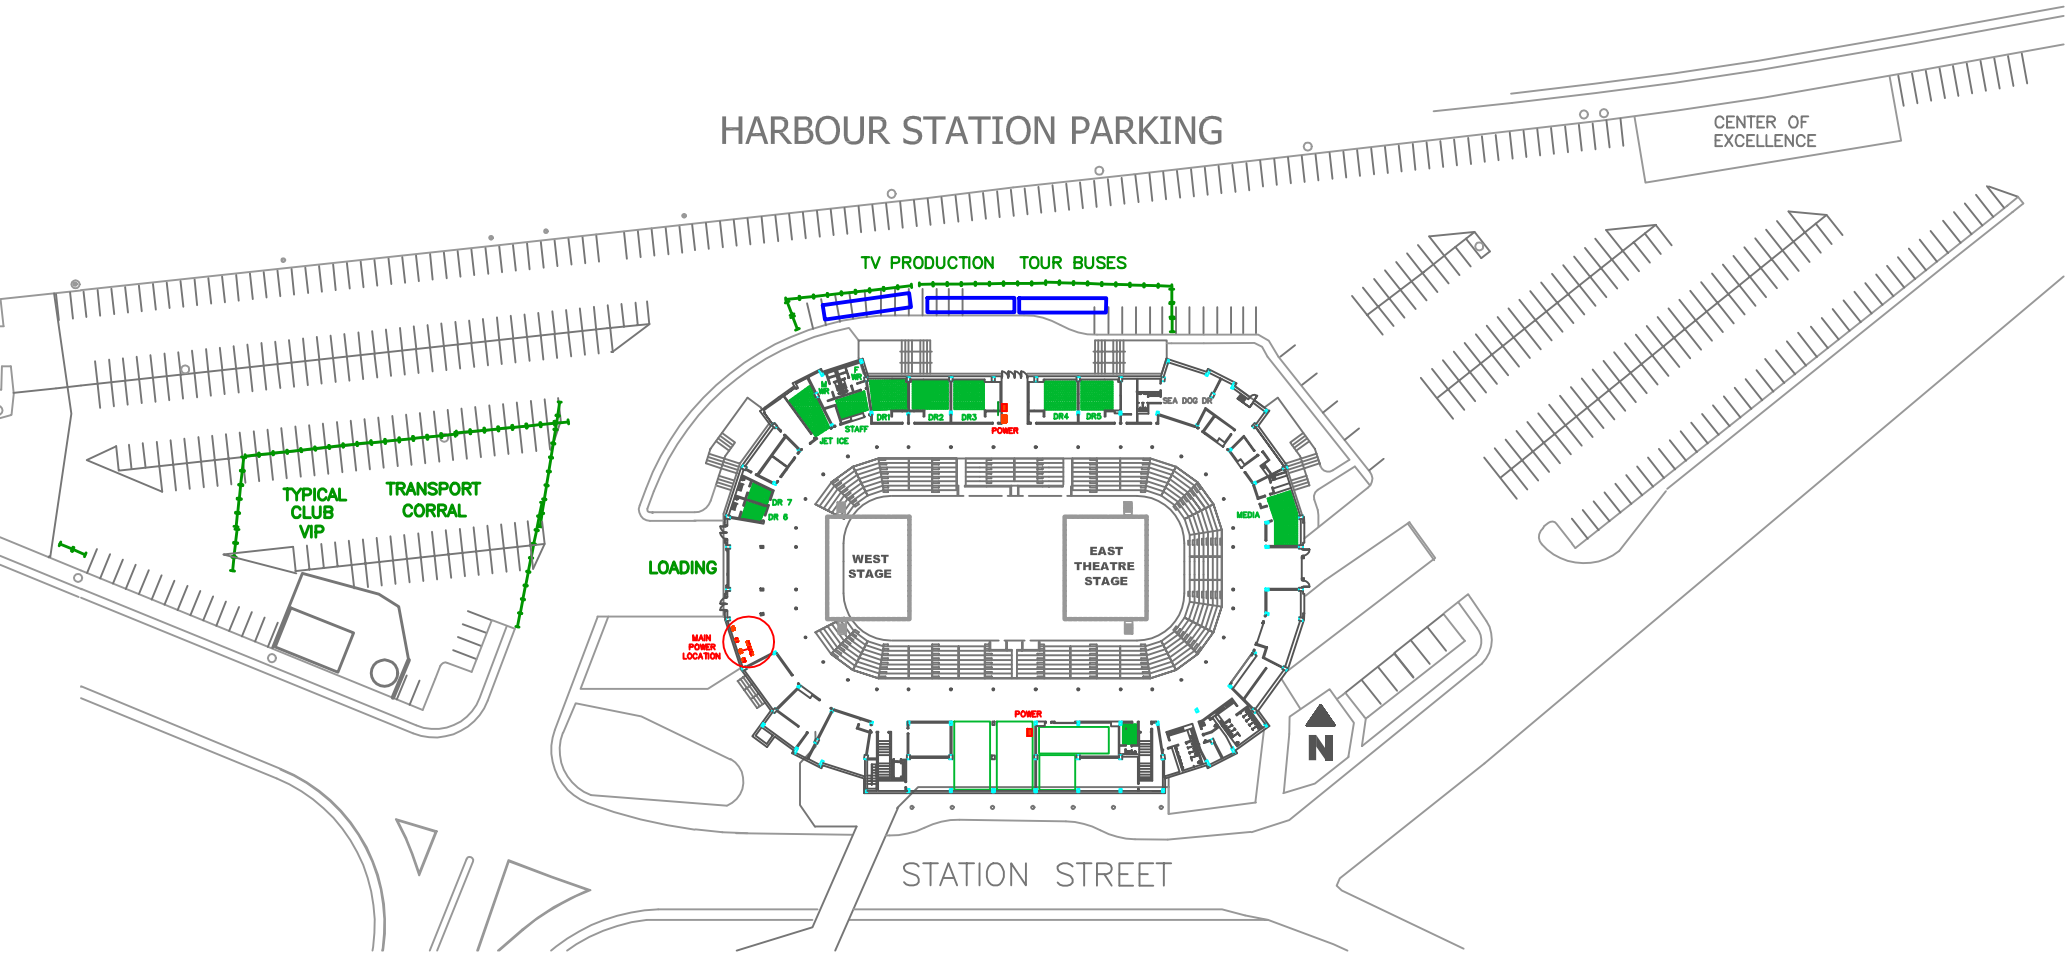 HARBOUR STATION PARKING
CENTER OF
EXCELLENCE
TV PRODUCTION
TOUR BUSES
M
WR
F
WR
DR1
DR2
DR3
DR4
DR5
SEA DOG DR
STAFF
JET ICE
POWER
TYPICAL
CLUB
VIP
TRANSPORT
CORRAL
DR 7
DR 6
MEDIA
LOADING
WEST
STAGE
EAST
THEATRE
STAGE
MAIN
POWER
LOCATION
POWER
N
STATION STREET